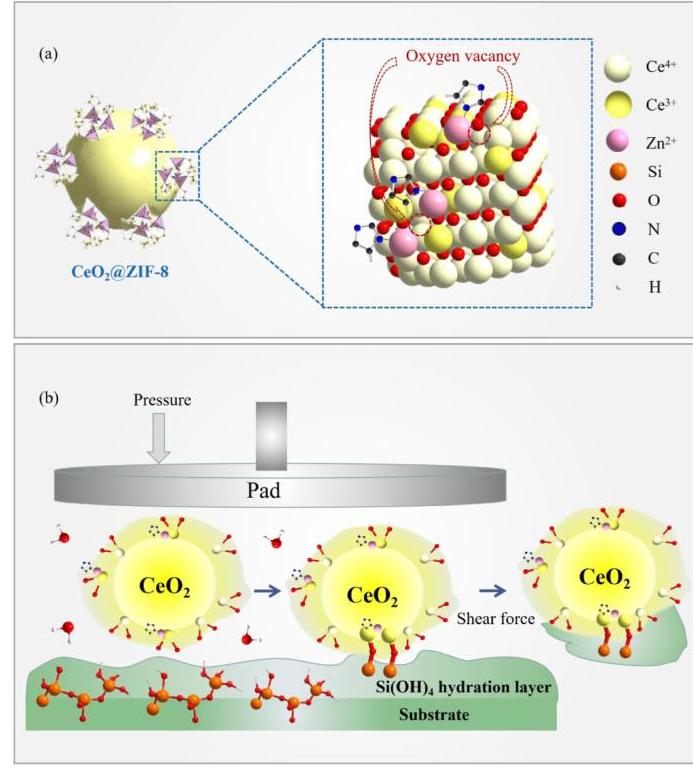 (a)
Oxygen vacancy
CeO₂@ZIF-8
Ce⁴⁺
Ce³⁺
Zn²⁺
Si
O
N
C
H
(b)
Pressure
Pad
CeO₂
CeO₂
Shear force
CeO₂
Si(OH)₄ hydration layer
Substrate